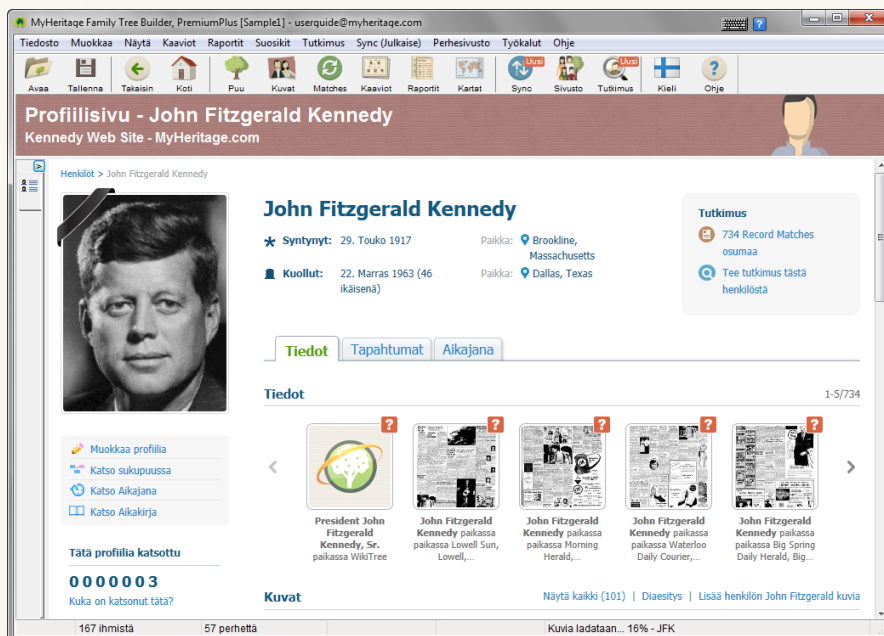 MyHeritage Family Tree Builder, PremiumPlus [Sample1] - userguide@myheritage.com
Tiedosto Muokkaa Näytä Kaaviot Raportit Suosikit Tutkimus Sync (Julkaise) Perhesivusto Työkalut Ohje
Uusi Uusi
Avaa Tallenna Takaisin Koti Puu Kuvat Matches Kaaviot Raportit Kartat Sync Sivusto Tutkimus Kieli Ohje
Profiilisivu - John Fitzgerald Kennedy
Kennedy Web Site - MyHeritage.com
Henkilöt > John Fitzgerald Kennedy
John Fitzgerald Kennedy
Syntynyt: 29. Touko 1917 Paikka: Brookline,
Massachusetts
Kuollut: 22. Marras 1963 (46
ikäisenä)
Paikka: Dallas, Texas
Tutkimus
734 Record Matches
osumaa
Tee tutkimus tästä
henkilöstä
Tiedot Tapahtumat Aikajana
Tiedot 1-5/734
? ? ? ? ?
President John
Fitzgerald
Kennedy, Sr.
paikassa WikiTree
John Fitzgerald
Kennedy paikassa
paikassa Lowell Sun,
Lowell,...
John Fitzgerald
Kennedy paikassa
paikassa Morning
Herald,...
John Fitzgerald
Kennedy paikassa
paikassa Waterloo
Daily Courier,...
John Fitzgerald
Kennedy paikassa
paikassa Big Spring
Daily Herald, Big...
Muokkaa profiilia
Katso sukupuussa
Katso Aikajana
Katso Aikakirja
Tätä profiilia katsottu
0000003
Kuka on katsonut tätä?
Kuvat Näytä kaikki (101) | Diaesitys | Lisää henkilön John Fitzgerald kuvia
167 ihmistä 57 perhettä Kuvia ladataan... 16% - JFK